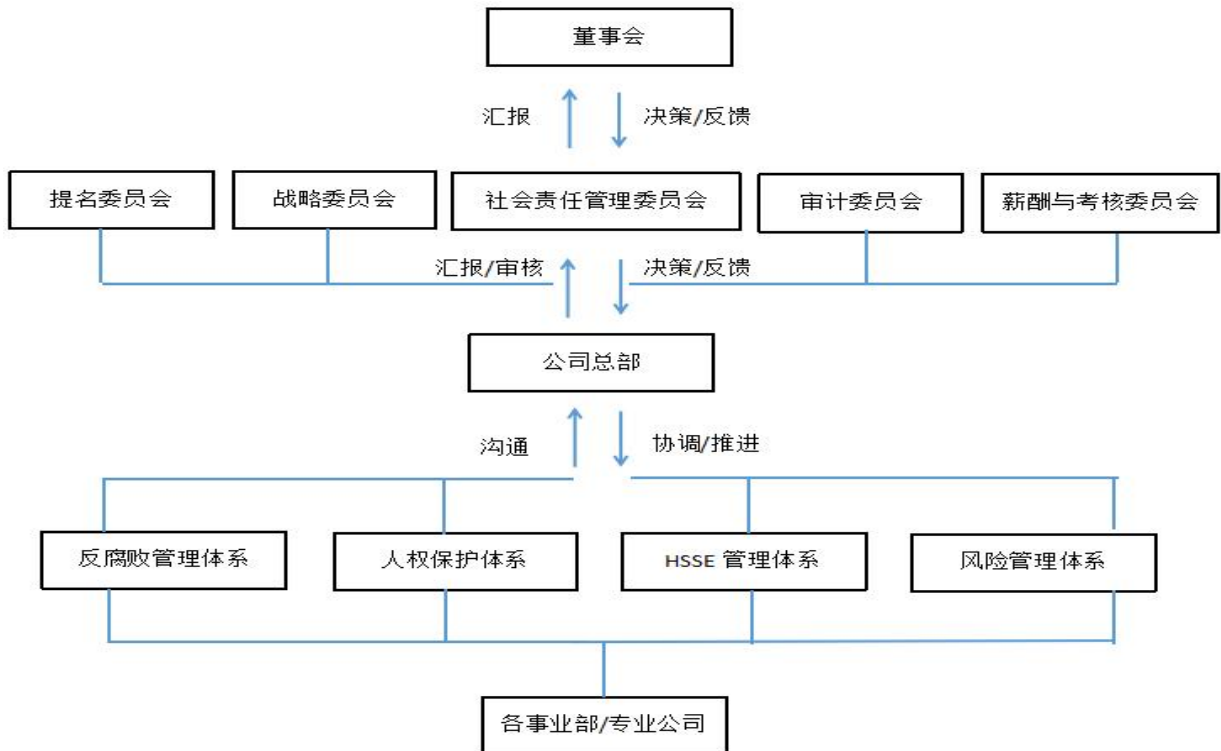 董事会
汇报
决策/反馈
提名委员会
战略委员会
社会责任管理委员会
审计委员会
薪酬与考核委员会
汇报/审核
决策/反馈
公司总部
沟通
协调/推进
反腐败管理体系
人权保护体系
HSSE 管理体系
风险管理体系
各事业部/专业公司